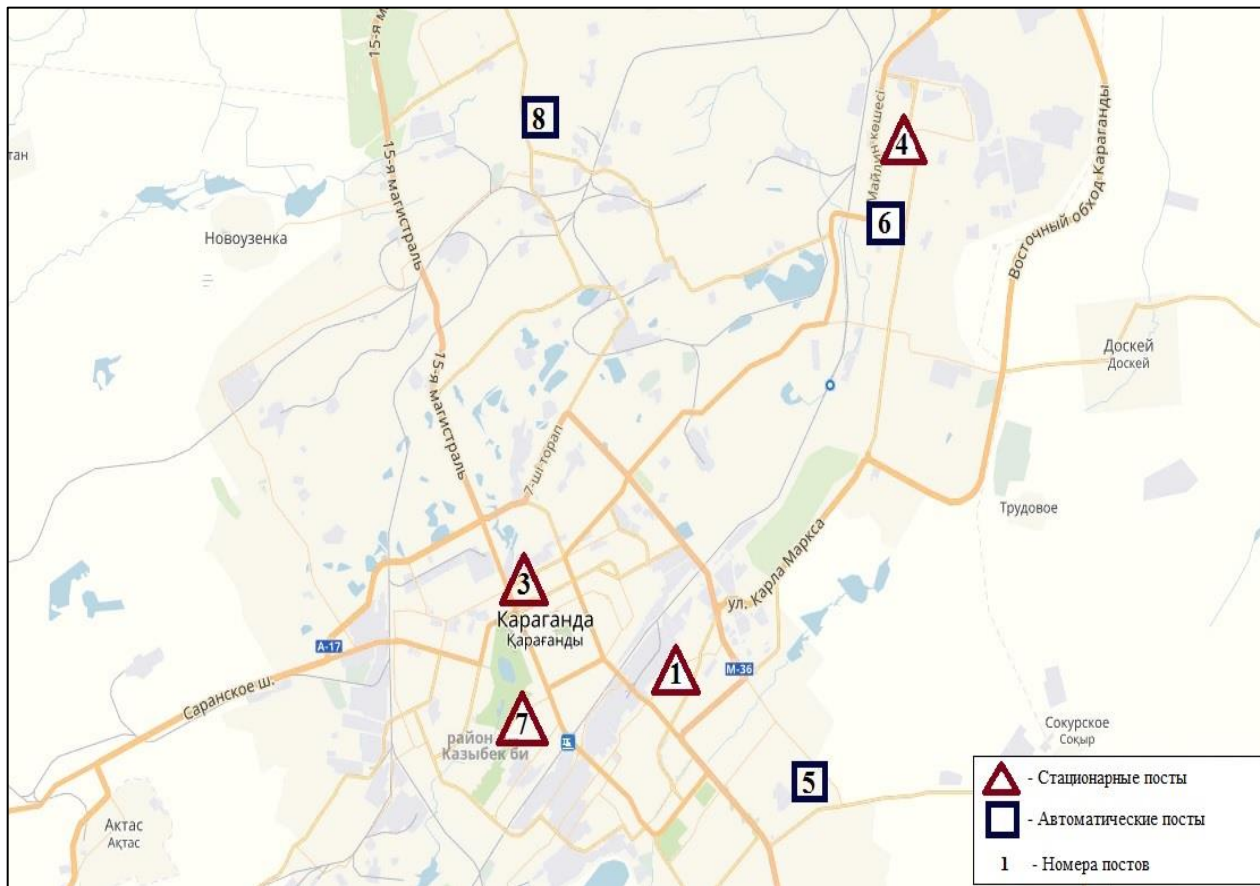 15-я м
8
4
Майлин көшесі
тан
15-я магистраль
6
Новоузенка
Восточный обход Караганды
15-я магистраль
Доскей
Доскей
7-ші торап
Трудовое
3
ул. Карла Маркса
Караганда
Қарағанды
А-17
1
М-36
Саранское ш.
7
район
Казыбек би
Сокурское
Соқыр
5
- Стационарные посты
- Автоматические посты
1 - Номера постов
Актас
Ақтас